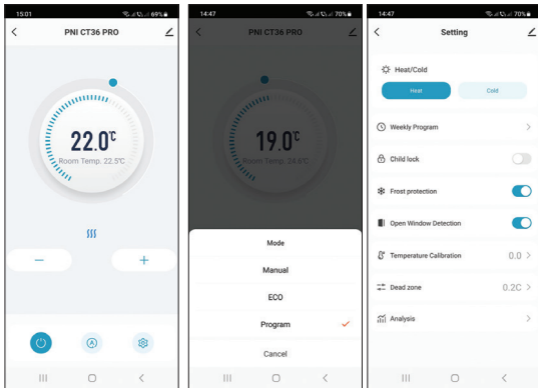 15:01
69%
PNI CT36 PRO
22.0℃
Room Temp. 22.5℃
A
14:47
70%
PNI CT36 PRO
19.0℃
Room Temp. 24.6℃
Mode
Manual
ECO
Program
Cancel
14:47
70%
Setting
Heat/Cold
Heat
Cold
Weekly Program
Child lock
Frost protection
Open Window Detection
Temperature Calibration
0.0
Dead zone
0.2C
Analysis